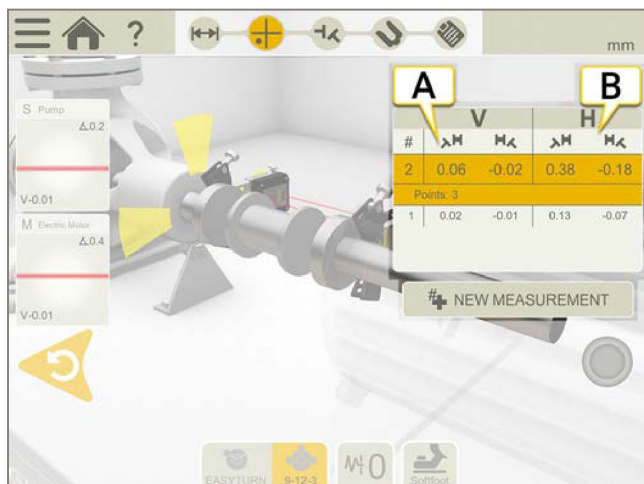 ?
mm
A
B
S Pump
0.2
V-0.01
M Electric Motor
0.4
V-0.01
V H
#
2 0.06 -0.02 0.38 -0.18
Points: 3
1 0.02 -0.01 0.13 -0.07
# NEW MEASUREMENT
EASYTURN
9-12-3
0
Softfoot